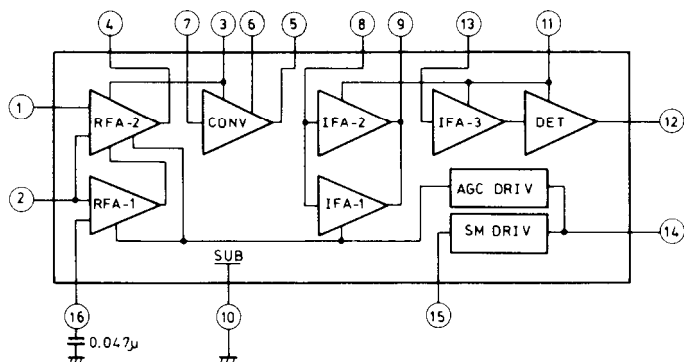 4 7 3 6 5 8 9 13 11
1 RFA-2 CONV IFA-2 IFA-3 DET 12
2 RFA-1 IFA-1 AGC DRIV
SM DRIV 14
SUB
16 10 15
0.047μ